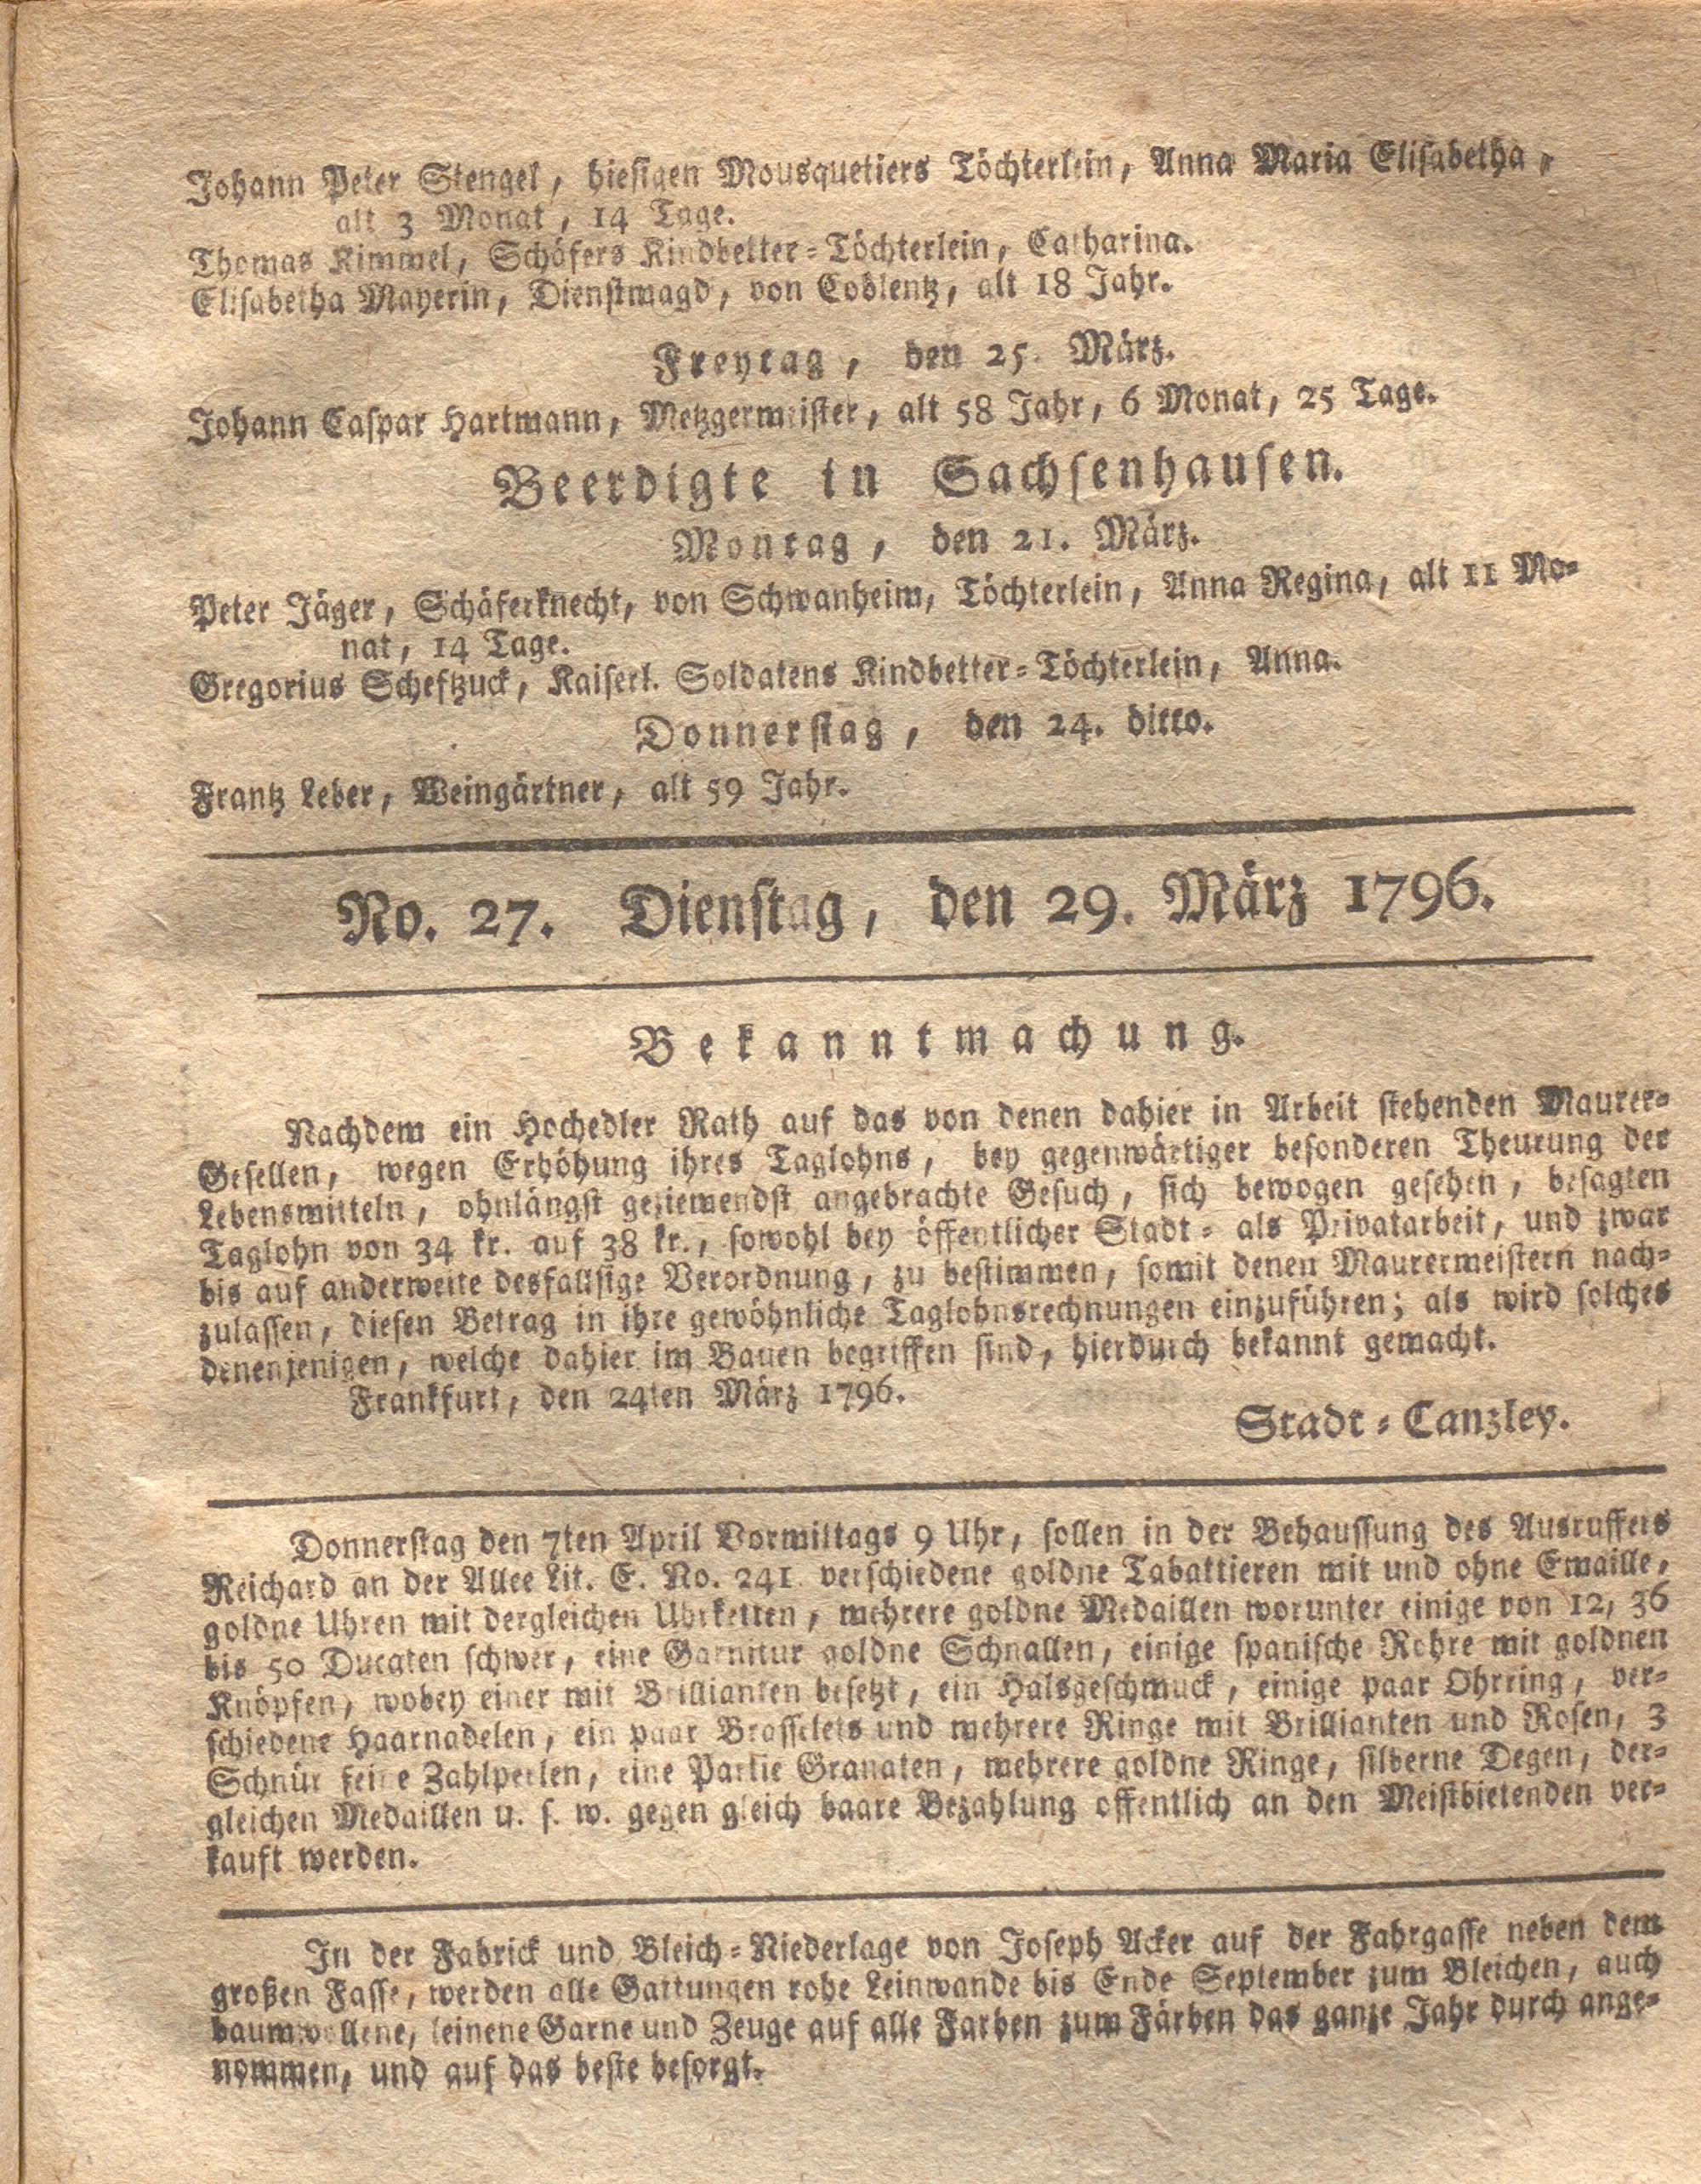 Johann Peter Stengel, hiesigen Mousquetiers Töchterlein, Anna Maria Elisabetha,
alt 3 Monat, 14 Tage.
Thomas Kimmel, Schäfers Kindbetter-Töchterlein, Catharina.
Elisabetha Mayerin, Dienstmagd, von Coblentz, alt 18 Jahr.
Freytag, den 25. März.
Johann Caspar Hartmann, Metzgermeister, alt 58 Jahr, 6 Monat, 25 Tage.
Beerdigte in Sachsenhausen.
Montag, den 21. März.
Peter Jäger, Schäferknecht, von Schwanheim, Töchterlein, Anna Regina, alt 11 Mo-
nat, 14 Tage.
Gregorius Scheftzuck, Kaiserl. Soldatens Kindbetter-Töchterlein, Anna.
Donnerstag, den 24. ditto.
Frantz Leber, Weingärtner, alt 59 Jahr.
No. 27. Dienstag, den 29. März 1796.
Bekanntmachung.
Nachdem ein Hochedler Rath auf das von denen dahier in Arbeit stehenden Maurer-
Gesellen, wegen Erhöhung ihres Taglohns, bey gegenwärtiger besonderen Theurung der
Lebensmitteln, ohnlängst geziemendst angebrachte Gesuch, sich bewogen gesehen, besagten
Taglohn von 34 kr. auf 38 kr., sowohl bey öffentlicher Stadt- als Privatarbeit, und zwar
bis auf anderweite desfallsige Verordnung, zu bestimmen, somit denen Maurermeistern nach-
zulassen, diesen Betrag in ihre gewöhnliche Taglohnsrechnungen einzuführen; als wird solches
denenjenigen, welche dahier im Bauen begriffen sind, hierdurch bekannt gemacht.
Frankfurt, den 24ten März 1796.
Stadt-Canzley.
Donnerstag den 7ten April Vormittags 9 Uhr, sollen in der Behaussung des Ausruffers
Reichard an der Allee Lit. E. No. 241 verschiedene goldne Tabattieren mit und ohne Emaille,
goldne Uhren mit dergleichen Uhrketten, mehrere goldne Medaillen worunter einige von 12, 36
bis 50 Ducaten schwer, eine Garnitur goldne Schnallen, einige spanische Rohre mit goldnen
Knöpfen, wobey einer mit Brillianten besetzt, ein Halsgeschmuck, einige paar Ohrring, ver-
schiedene Haarnadelen, ein paar Brasselets und mehrere Ringe mit Brillianten und Rosen, 3
Schnür feine Zahlperlen, eine Partie Granaten, mehrere goldne Ringe, silberne Degen, der-
gleichen Medaillen u. s. w. gegen gleich baare Bezahlung offentlich an den Meistbietenden ver-
kauft werden.
In der Fabrick und Bleich-Niederlage von Joseph Acker auf der Fahrgasse neben dem
großen Fasse, werden alle Gattungen rohe Leinwande bis Ende September zum Bleichen, auch
baumwollene, leinene Garne und Zeuge auf alle Farben zum Färben das ganze Jahr durch ange-
nommen, und auf das beste besorgt.